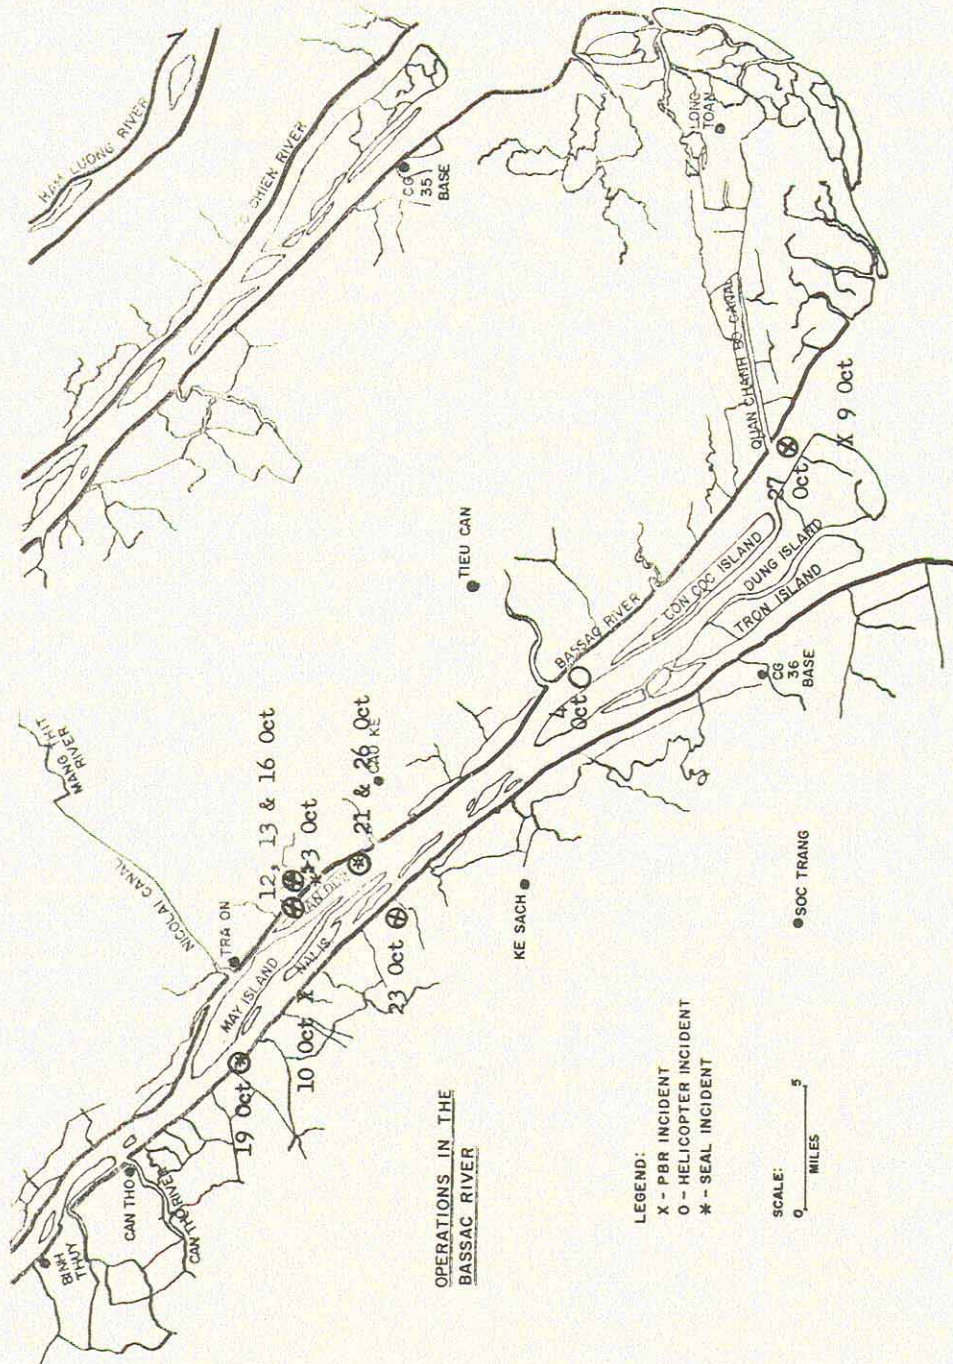 HAM LUONG RIVER
CHIEN RIVER
CG
35
BASE
LONG
TOAN
MANG THIT
RIVER
NICOLAI CANAL
TRA ON
12, 13 & 16 Oct
3 Oct
21 & 26 Oct
CAU KE
TIEU CAN
QUAN CHANH BO CANAL
X 9 Oct
27
Oct
BASSAC RIVER
CON COC ISLAND
DUNG ISLAND
TRON ISLAND
4
Oct
CG
36
BASE
MAY ISLAND
19 Oct
10 Oct X
23 Oct
KE SACH
SOC TRANG
BINH
THUY
CAN THO
CAN THO RIVER
OPERATIONS IN THE
BASSAC RIVER
LEGEND:
X - PBR INCIDENT
O - HELICOPTER INCIDENT
* - SEAL INCIDENT
SCALE:
0 5
MILES